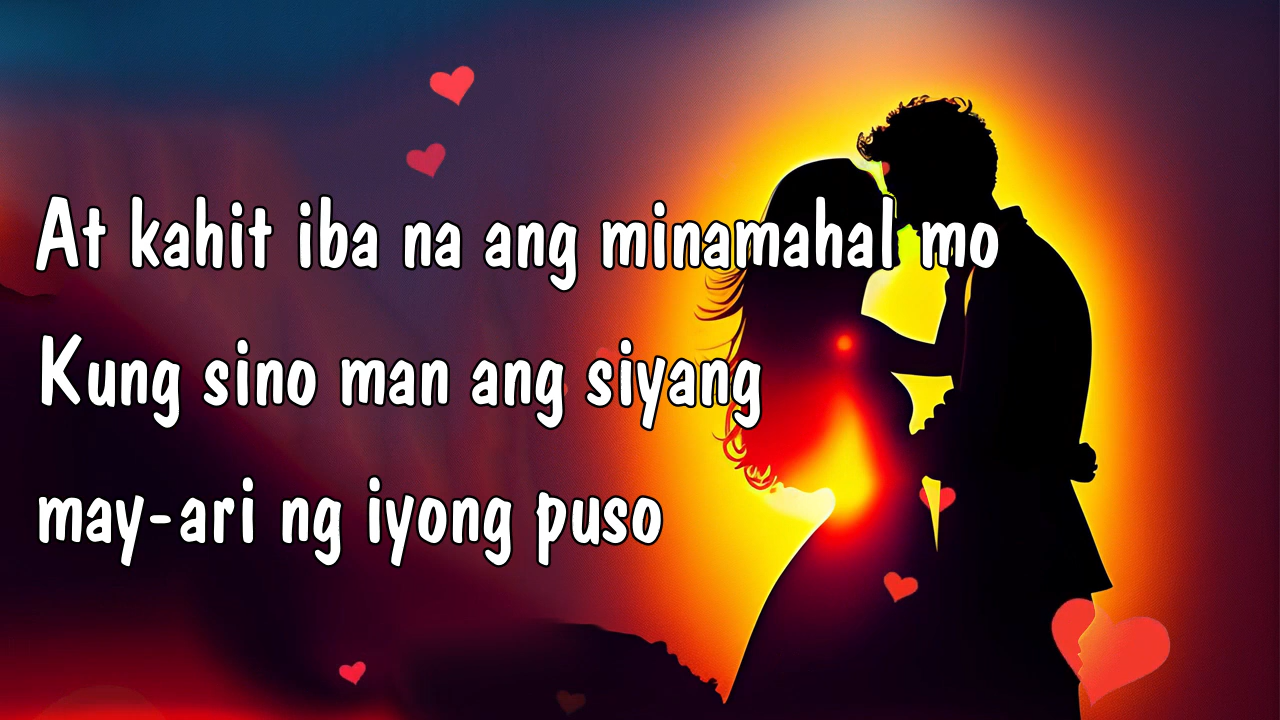 At kahit iba na ang minamahal mo
Kung sino man ang siyang
may-ari ng iyong puso